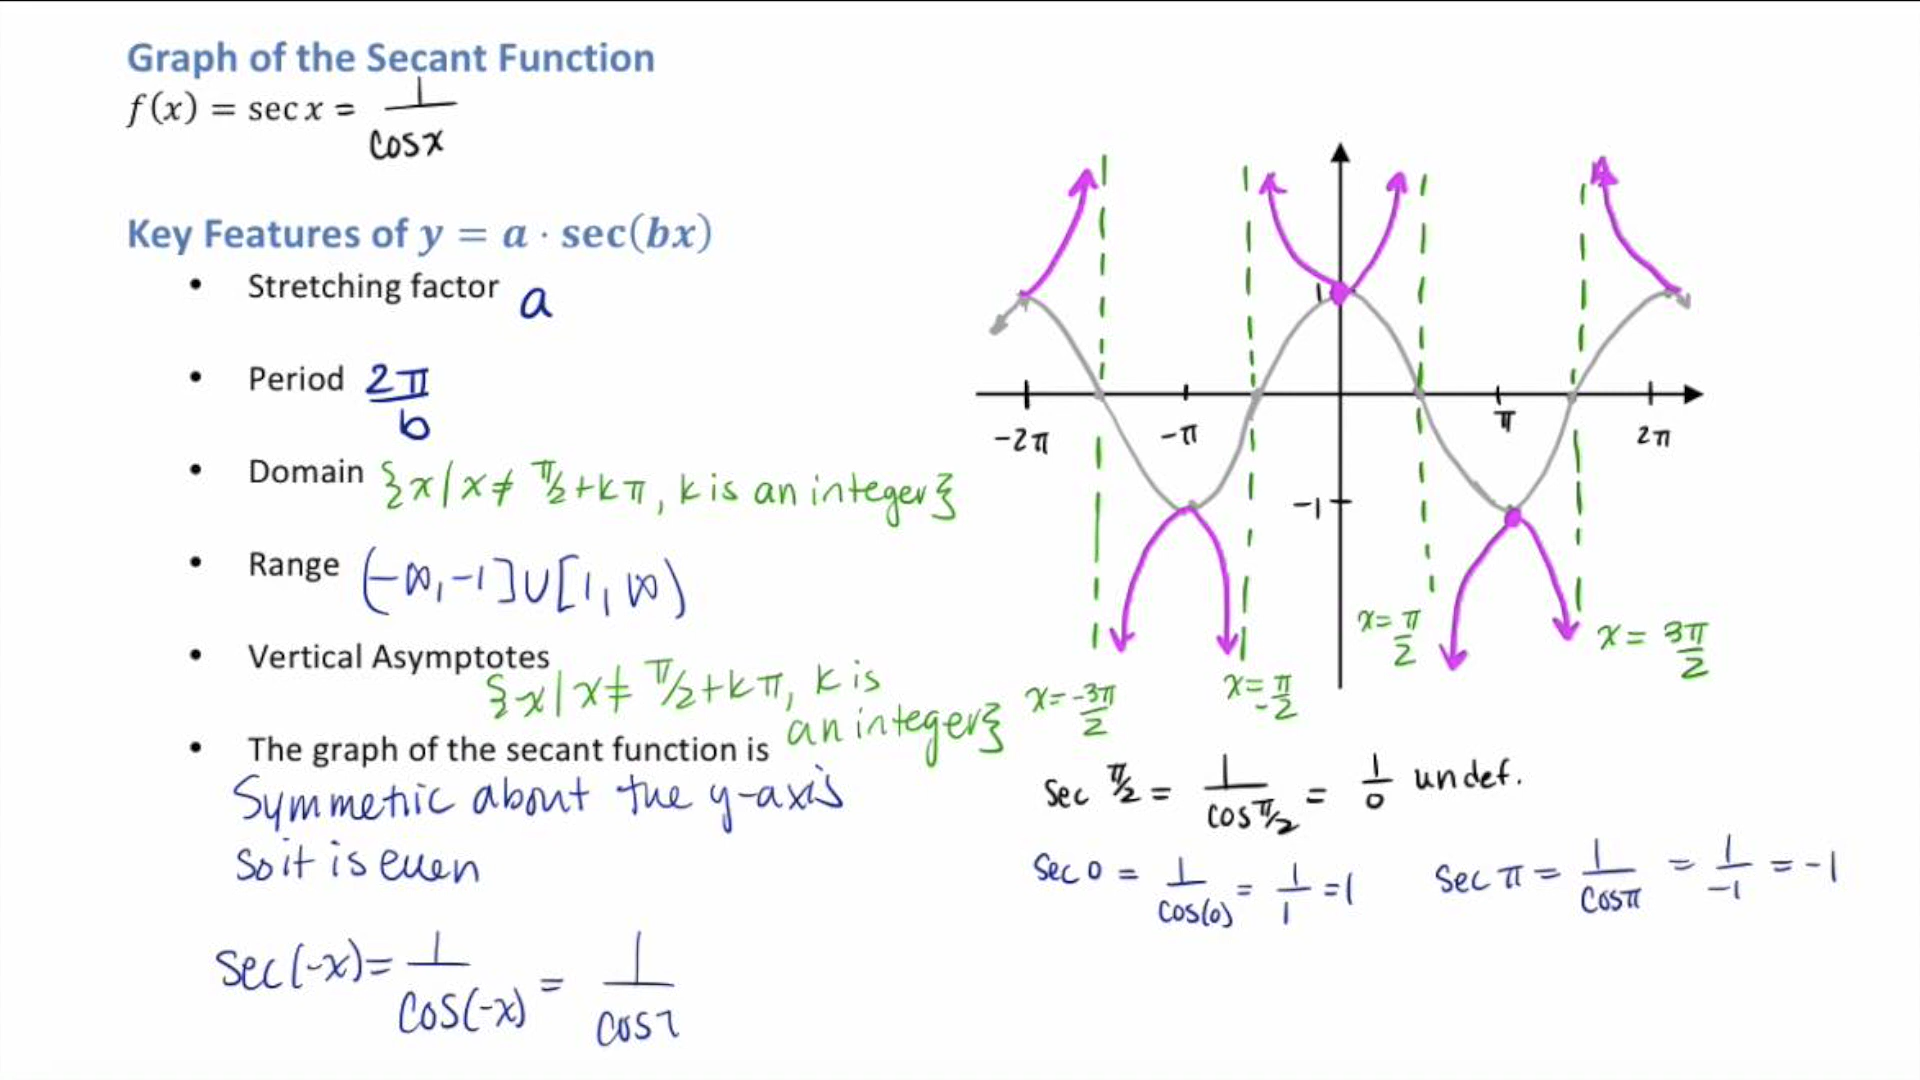 Graph of the Secant Function
f(x) = sec x = 1/cosx
Key Features of y = a · sec(bx)
• Stretching factor a
• Period 2π/b
• Domain {x/x≠ π/2+kπ, k is an integer}
• Range (-∞,-1]∪[1,∞)
• Vertical Asymptotes
{x/x≠ π/2+kπ, k is
an integer}
• The graph of the secant function is
Symmetric about the y-axis
so it is even
sec(-x)= 1/cos(-x) = 1/cosx
1
-2π -π π 2π
-1
x=-3π/2 x=-π/2 x=π/2 x=3π/2
sec π/2 = 1/cosπ/2 = 1/0 undef.
Sec 0 = 1/cos(0) = 1/1 =1
Sec π = 1/cosπ = 1/-1 = -1